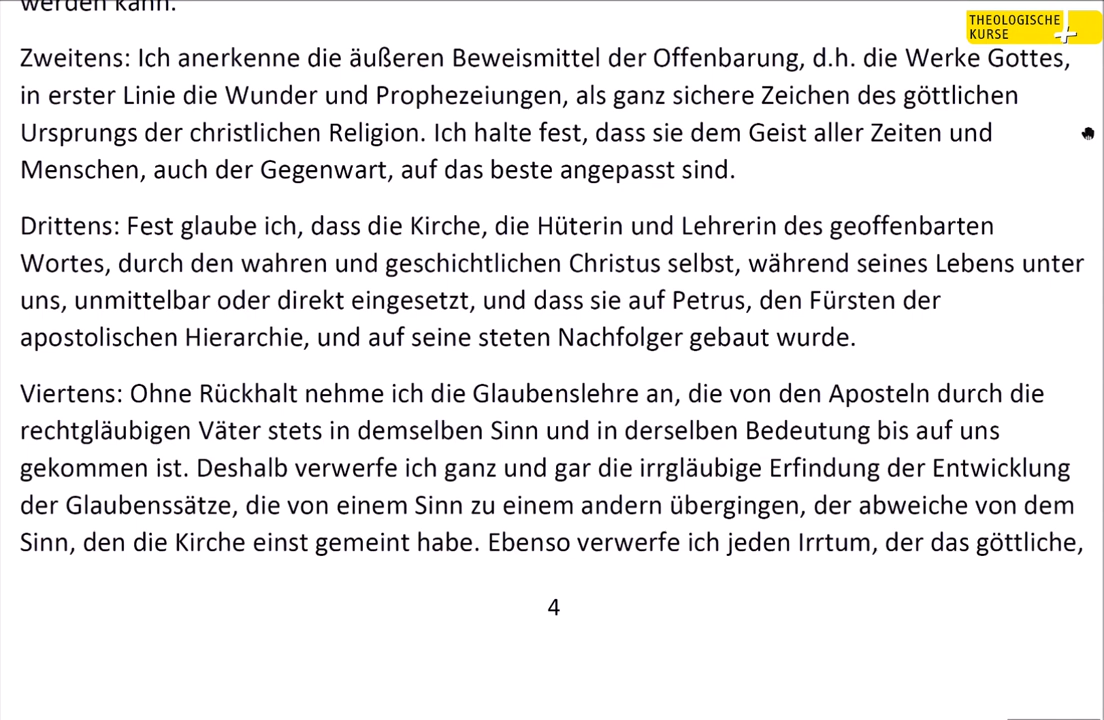 werden kann.
THEOLOGISCHE
KURSE
Zweitens: Ich anerkenne die äußeren Beweismittel der Offenbarung, d.h. die Werke Gottes,
in erster Linie die Wunder und Prophezeiungen, als ganz sichere Zeichen des göttlichen
Ursprungs der christlichen Religion. Ich halte fest, dass sie dem Geist aller Zeiten und
Menschen, auch der Gegenwart, auf das beste angepasst sind.
Drittens: Fest glaube ich, dass die Kirche, die Hüterin und Lehrerin des geoffenbarten
Wortes, durch den wahren und geschichtlichen Christus selbst, während seines Lebens unter
uns, unmittelbar oder direkt eingesetzt, und dass sie auf Petrus, den Fürsten der
apostolischen Hierarchie, und auf seine steten Nachfolger gebaut wurde.
Viertens: Ohne Rückhalt nehme ich die Glaubenslehre an, die von den Aposteln durch die
rechtgläubigen Väter stets in demselben Sinn und in derselben Bedeutung bis auf uns
gekommen ist. Deshalb verwerfe ich ganz und gar die irrgläubige Erfindung der Entwicklung
der Glaubenssätze, die von einem Sinn zu einem andern übergingen, der abweiche von dem
Sinn, den die Kirche einst gemeint habe. Ebenso verwerfe ich jeden Irrtum, der das göttliche,
4